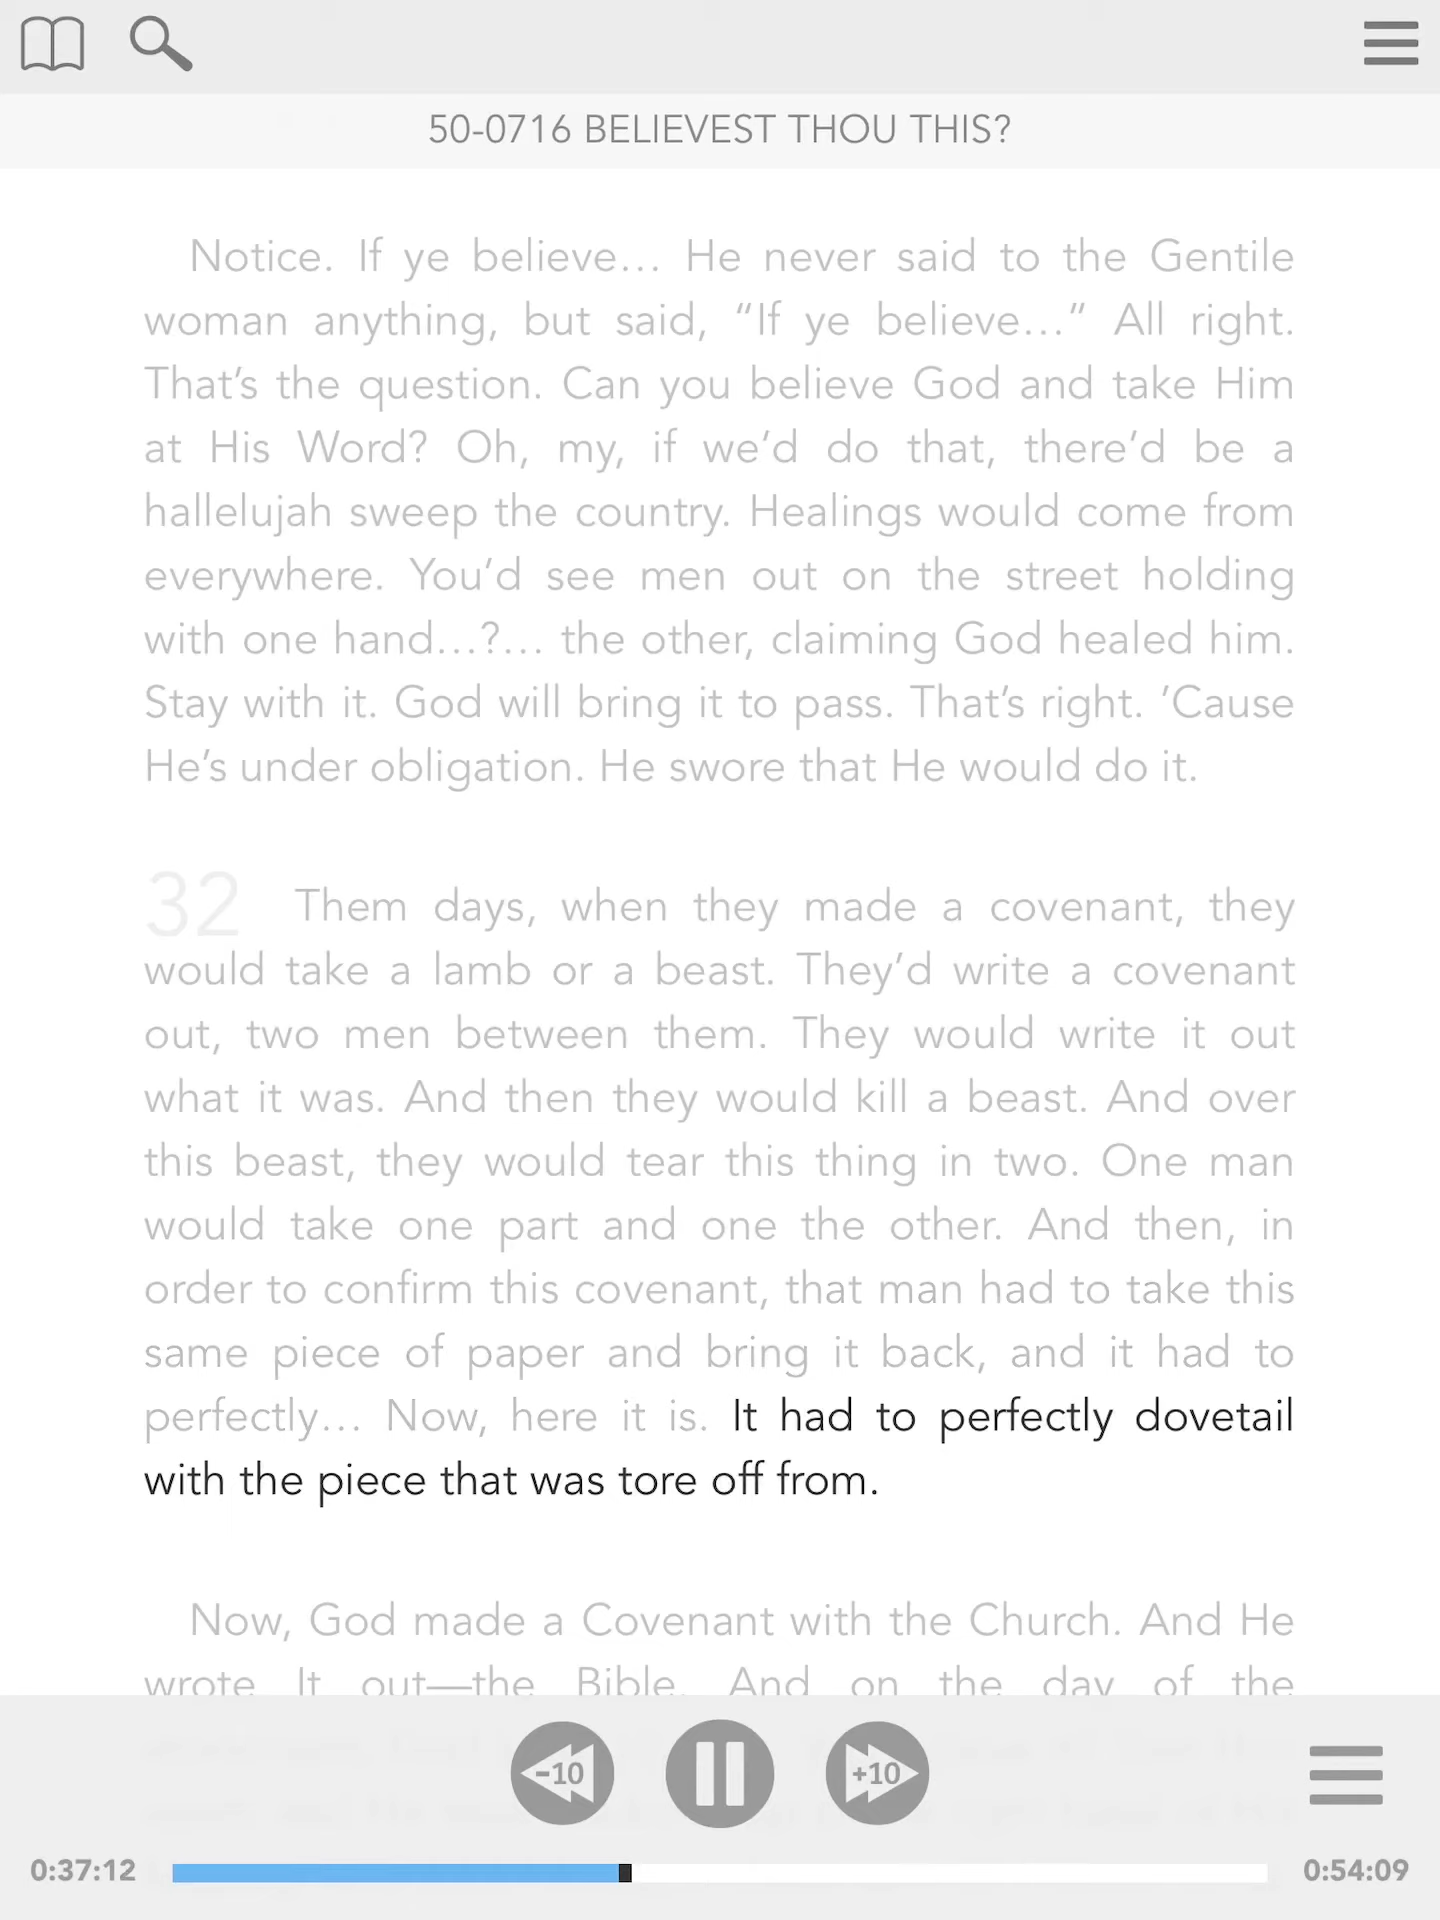 50-0716 BELIEVEST THOU THIS?
Notice. If ye believe… He never said to the Gentile
woman anything, but said, “If ye believe…” All right.
That’s the question. Can you believe God and take Him
at His Word? Oh, my, if we’d do that, there’d be a
hallelujah sweep the country. Healings would come from
everywhere. You’d see men out on the street holding
with one hand…?… the other, claiming God healed him.
Stay with it. God will bring it to pass. That’s right. ’Cause
He’s under obligation. He swore that He would do it.
32 Them days, when they made a covenant, they
would take a lamb or a beast. They’d write a covenant
out, two men between them. They would write it out
what it was. And then they would kill a beast. And over
this beast, they would tear this thing in two. One man
would take one part and one the other. And then, in
order to confirm this covenant, that man had to take this
same piece of paper and bring it back, and it had to
perfectly… Now, here it is. It had to perfectly dovetail
with the piece that was tore off from.
Now, God made a Covenant with the Church. And He
wrote It out—the Bible. And on the day of the
-10 +10
0:37:12 0:54:09